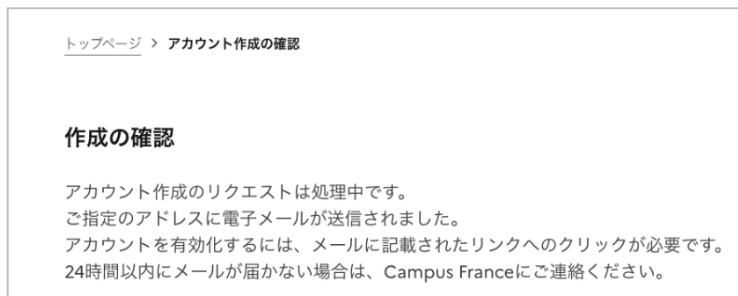 トップページ > アカウント作成の確認
作成の確認
アカウント作成のリクエストは処理中です。
ご指定のアドレスに電子メールが送信されました。
アカウントを有効化するには、メールに記載されたリンクへのクリックが必要です。
24時間以内にメールが届かない場合は、Campus Franceにご連絡ください。